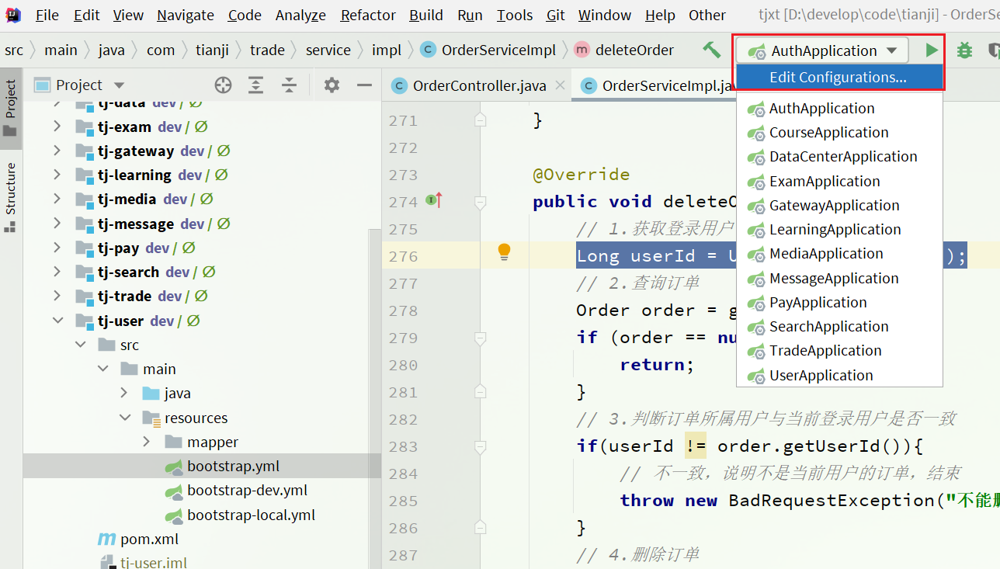 File Edit View Navigate Code Analyze Refactor Build Run Tools Git Window Help Other tjxt [D:\develop\code\tianji] - OrderSe
src main java com tianji trade service impl OrderServiceImpl deleteOrder AuthApplication
Edit Configurations...
Project
Structure
Project
OrderController.java OrderServiceImpl.ja
tj-data dev / Ø
tj-exam dev / Ø
tj-gateway dev / Ø
tj-learning dev / Ø
tj-media dev / Ø
tj-message dev / Ø
tj-pay dev / Ø
tj-search dev / Ø
tj-trade dev / Ø
tj-user dev / Ø
src
main
java
resources
mapper
bootstrap.yml
bootstrap-dev.yml
bootstrap-local.yml
pom.xml
tj-user.iml
271 }
272
273 @Override
274 public void deleteO
275 // 1.获取登录用户
276 Long userId = U );
277 // 2.查询订单
278 Order order = g
279 if (order == nu
280 return;
281 }
282 // 3.判断订单所属用户与当前登录用户是否一致
283 if(userId != order.getUserId()){
284 // 不一致，说明不是当前用户的订单，结束
285 throw new BadRequestException("不能删
286 }
287 // 4.删除订单
AuthApplication
CourseApplication
DataCenterApplication
ExamApplication
GatewayApplication
LearningApplication
MediaApplication
MessageApplication
PayApplication
SearchApplication
TradeApplication
UserApplication